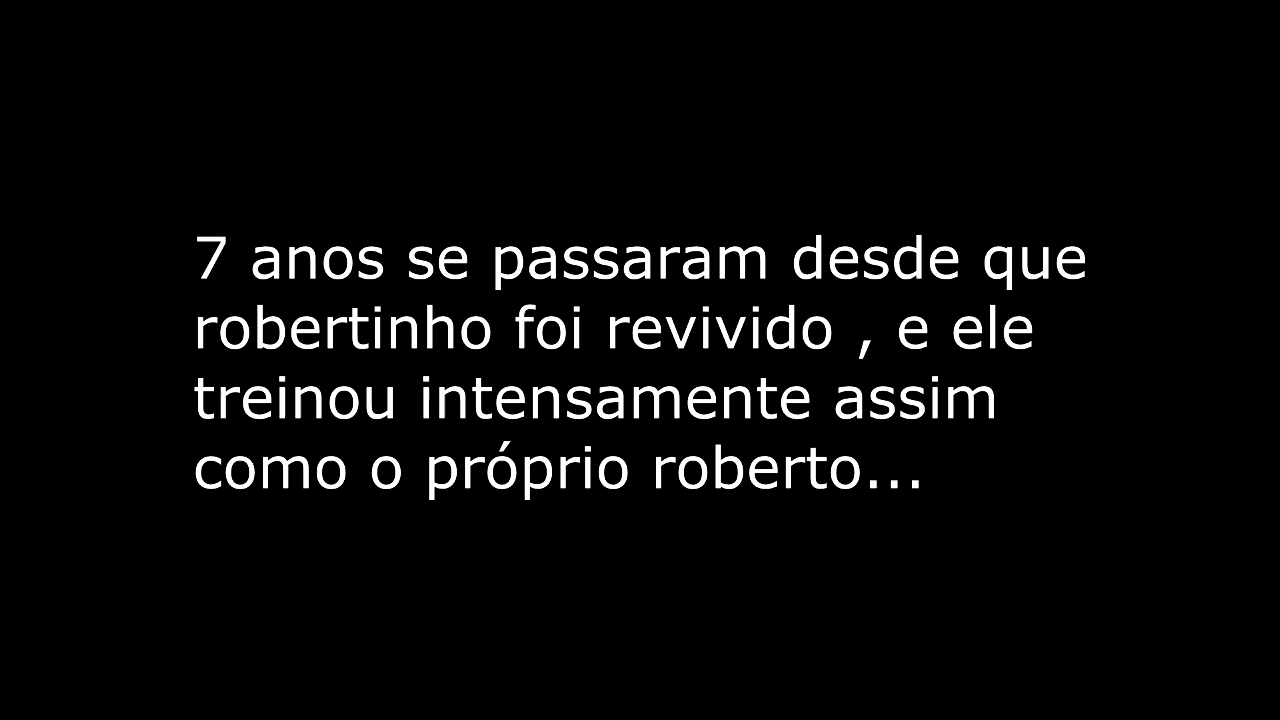 7 anos se passaram desde que
robertinho foi revivido , e ele
treinou intensamente assim
como o próprio roberto...